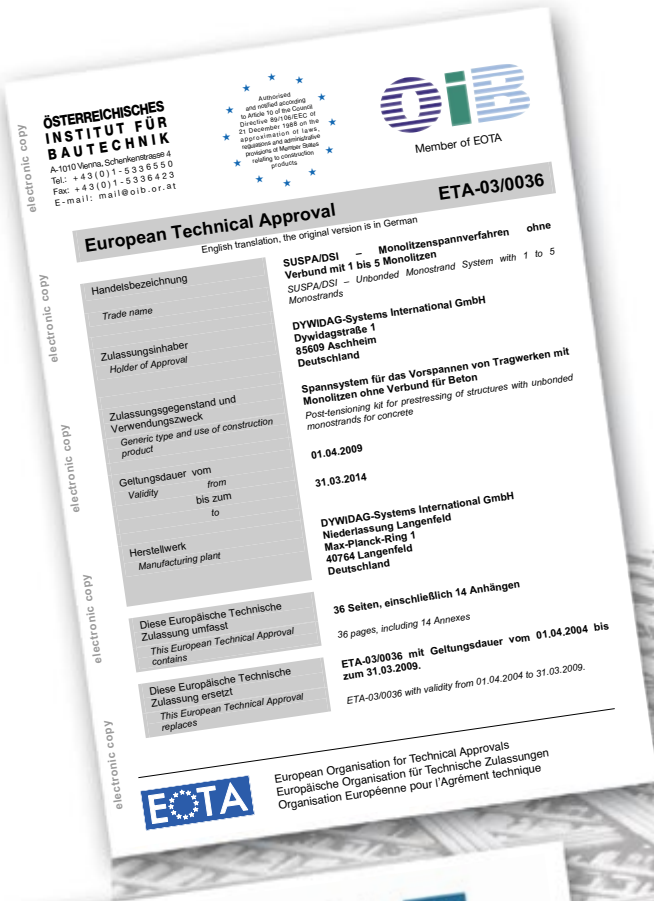 ÖSTERREICHISCHES
INSTITUT FÜR
BAUTECHNIK
A-1010 Vienna, Schenkenstrasse 4
Tel.: +43(0)1-5336550
Fax: +43(0)1-5336423
E-mail: mail@oib.or.at
Authorised
and notified according
to Article 10 of the Council
Directive 89/106/EEC of
21 December 1988 on the
approximation of laws,
regulations and administrative
provisions of Member States
relating to construction
products
OiB
Member of EOTA
European Technical Approval
ETA-03/0036
English translation, the original version is in German
Handelsbezeichnung
Trade name
SUSPA/DSI – Monolitzenspannverfahren ohne
Verbund mit 1 bis 5 Monolitzen
SUSPA/DSI – Unbonded Monostrand System with 1 to 5
Monostrands
Zulassungsinhaber
Holder of Approval
DYWIDAG-Systems International GmbH
Dywidagstraße 1
85609 Aschheim
Deutschland
Zulassungsgegenstand und
Verwendungszweck
Generic type and use of construction
product
Spannsystem für das Vorspannen von Tragwerken mit
Monolitzen ohne Verbund für Beton
Post-tensioning kit for prestressing of structures with unbonded
monostrands for concrete
Geltungsdauer vom
Validity from
bis zum
to
01.04.2009
31.03.2014
Herstellwerk
Manufacturing plant
DYWIDAG-Systems International GmbH
Niederlassung Langenfeld
Max-Planck-Ring 1
40764 Langenfeld
Deutschland
Diese Europäische Technische
Zulassung umfasst
This European Technical Approval
contains
36 Seiten, einschließlich 14 Anhängen
36 pages, including 14 Annexes
Diese Europäische Technische
Zulassung ersetzt
This European Technical Approval
replaces
ETA-03/0036 mit Geltungsdauer vom 01.04.2004 bis
zum 31.03.2009.
ETA-03/0036 with validity from 01.04.2004 to 31.03.2009.
EOTA
European Organisation for Technical Approvals
Europäische Organisation für Technische Zulassungen
Organisation Européenne pour l'Agrément technique
electronic copy
electronic copy
electronic copy
electronic copy
electronic copy